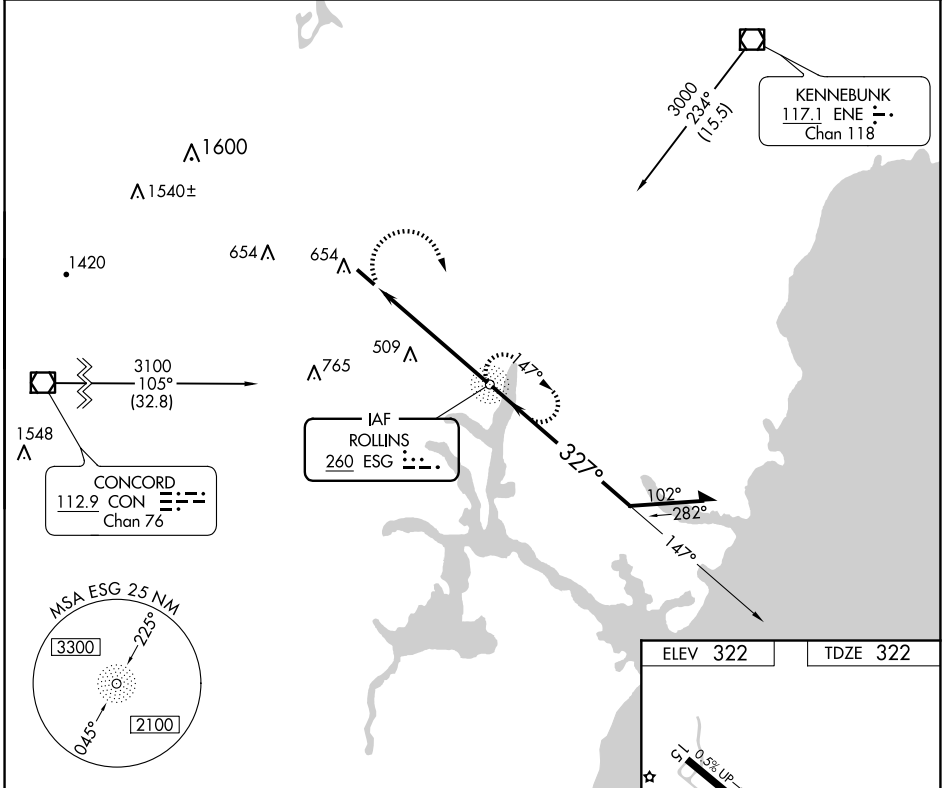 KENNEBUNK
117.1 ENE
Chan 118
3000
234°
(15.5)
1600
1540±
1420
654
654
509
765
3100
105°
(32.8)
1548
CONCORD
112.9 CON
Chan 76
IAF
ROLLINS
260 ESG
147°
327°
102°
282°
147°
MSA ESG 25 NM
3300
225°
045°
2100
ELEV 322
TDZE 322
15
0.5% UP